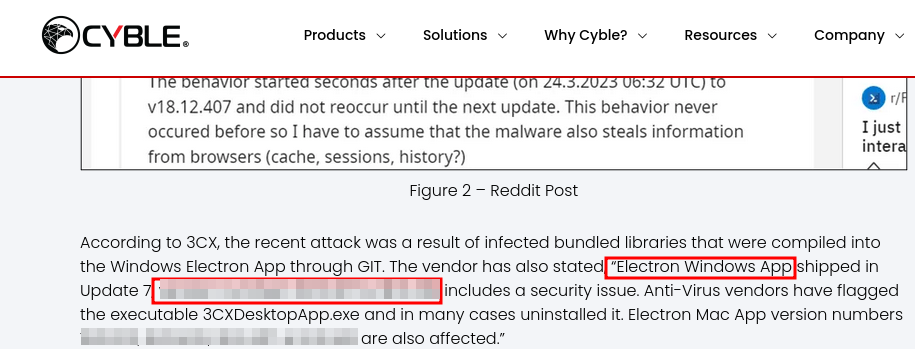 CYBLE®
Products
Solutions
Why Cyble?
Resources
Company
The behavior started seconds after the update (on 24.3.2023 06:32 UTC) to
v18.12.407 and did not reoccur until the next update. This behavior never
occured before so I have to assume that the malware also steals information
from browsers (cache, sessions, history?)
r/F
I just
intera
Figure 2 – Reddit Post
According to 3CX, the recent attack was a result of infected bundled libraries that were compiled into
the Windows Electron App through GIT. The vendor has also stated, “Electron Windows App shipped in
Update 7, includes a security issue. Anti-Virus vendors have flagged
the executable 3CXDesktopApp.exe and in many cases uninstalled it. Electron Mac App version numbers
are also affected.”